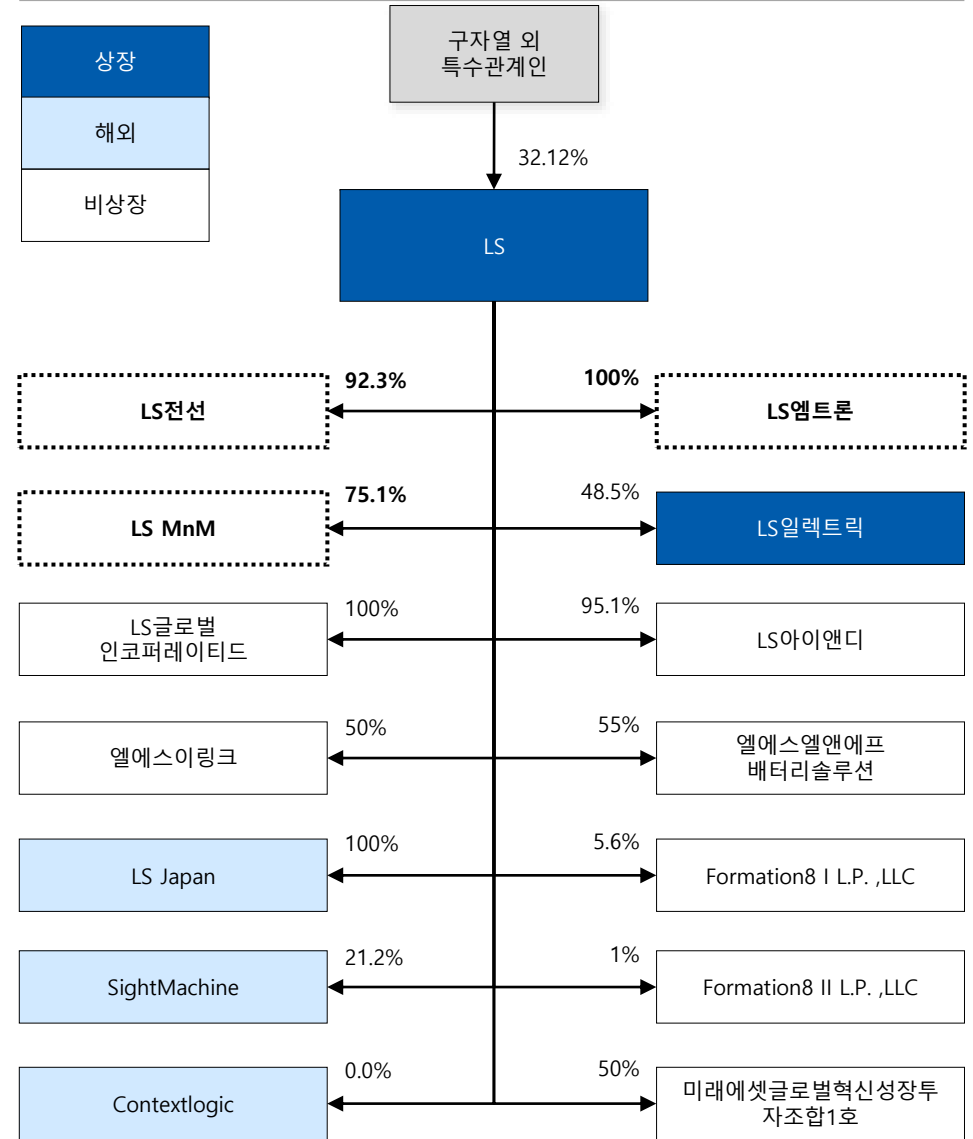 상장
해외
비상장
구자열 외
특수관계인
32.12%
LS
92.3%
100%
LS전선
LS엠트론
75.1%
48.5%
LS MnM
LS일렉트릭
100%
95.1%
LS글로벌
인코퍼레이티드
LS아이앤디
50%
55%
엘에스이링크
엘에스엘앤에프
배터리솔루션
100%
5.6%
LS Japan
Formation8 I L.P. ,LLC
21.2%
1%
SightMachine
Formation8 II L.P. ,LLC
0.0%
50%
Contextlogic
미래에셋글로벌혁신성장투
자조합1호